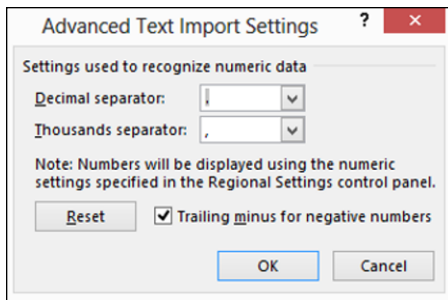 Advanced Text Import Settings ?
Settings used to recognize numeric data
Decimal separator: .
Thousands separator: ,
Note: Numbers will be displayed using the numeric
settings specified in the Regional Settings control panel.
Reset Trailing minus for negative numbers
OK Cancel